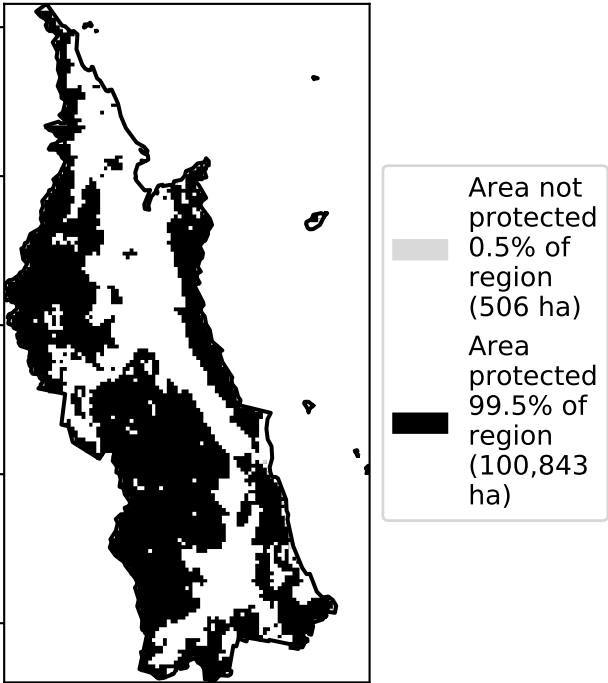 Area not
protected
0.5% of
region
(506 ha)
Area
protected
99.5% of
region
(100,843
ha)